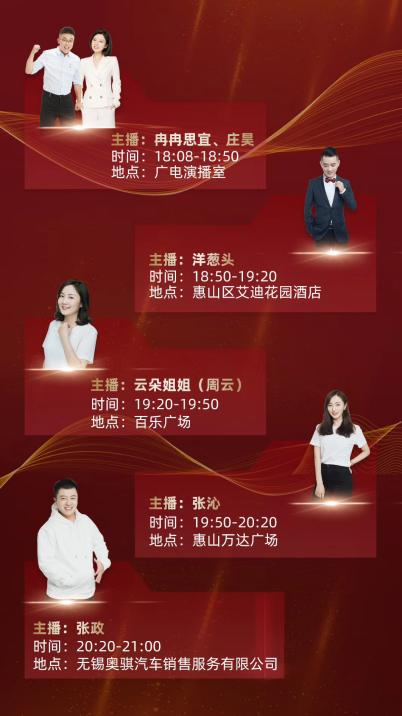 主播：冉冉思宜、庄昊
时间：18:08-18:50
地点：广电演播室
主播：洋葱头
时间：18:50-19:20
地点：惠山区艾迪花园酒店
主播：云朵姐姐（周云）
时间：19:20-19:50
地点：百乐广场
主播：张沁
时间：19:50-20:20
地点：惠山万达广场
主播：张政
时间：20:20-21:00
地点：无锡奥骐汽车销售服务有限公司